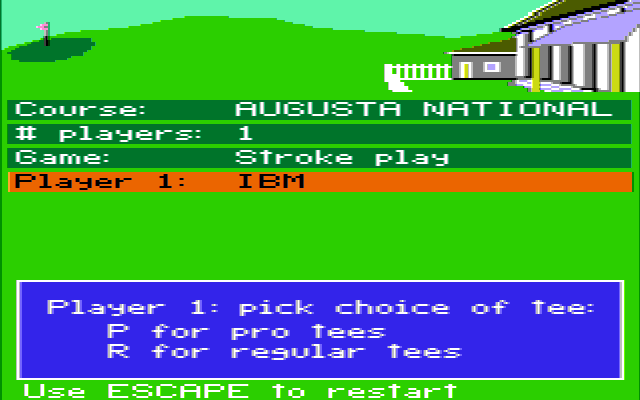 Course: AUGUSTA NATIONAL
# players: 1
Game: Stroke play
Player 1: IBM
Player 1: pick choice of tee:
P for pro tees
R for regular tees
Use ESCAPE to restart